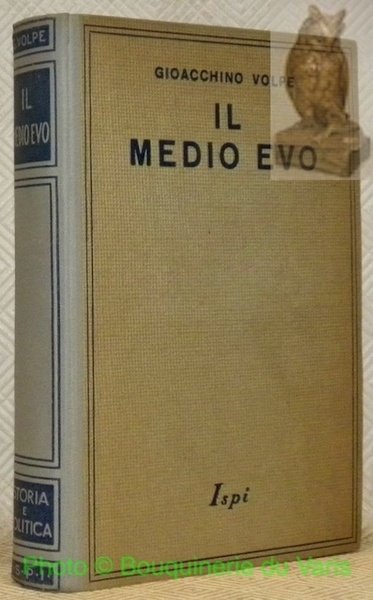 GIOACCHINO VOLPE
IL
MEDIO EVO
Ispi
VOLPE
IL
MEDIO EVO
STORIA
E
POLITICA
Photo © Bouquinerie du Varis